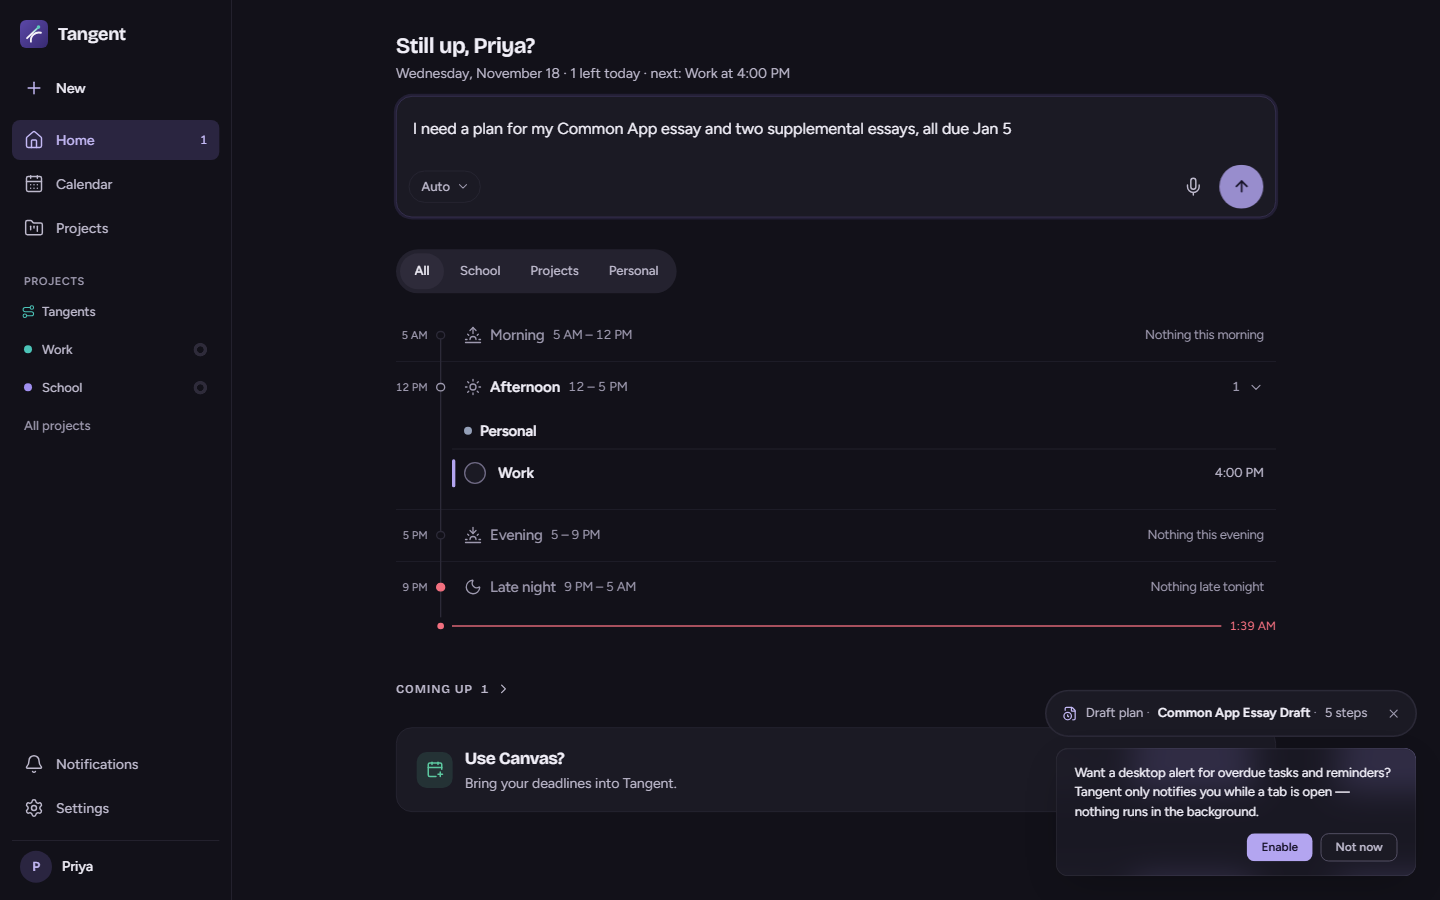 Tangent
New
Home 1
Calendar
Projects
PROJECTS
Tangents
Work
School
All projects
Notifications
Settings
P Priya
Still up, Priya?
Wednesday, November 18 · 1 left today · next: Work at 4:00 PM
I need a plan for my Common App essay and two supplemental essays, all due Jan 5
Auto
All School Projects Personal
5 AM Morning 5 AM – 12 PM Nothing this morning
12 PM Afternoon 12 – 5 PM 1
Personal
Work 4:00 PM
5 PM Evening 5 – 9 PM Nothing this evening
9 PM Late night 9 PM – 5 AM Nothing late tonight
1:39 AM
COMING UP 1
Use Canvas?
Bring your deadlines into Tangent.
Draft plan · Common App Essay Draft · 5 steps
Want a desktop alert for overdue tasks and reminders?
Tangent only notifies you while a tab is open —
nothing runs in the background.
Enable Not now